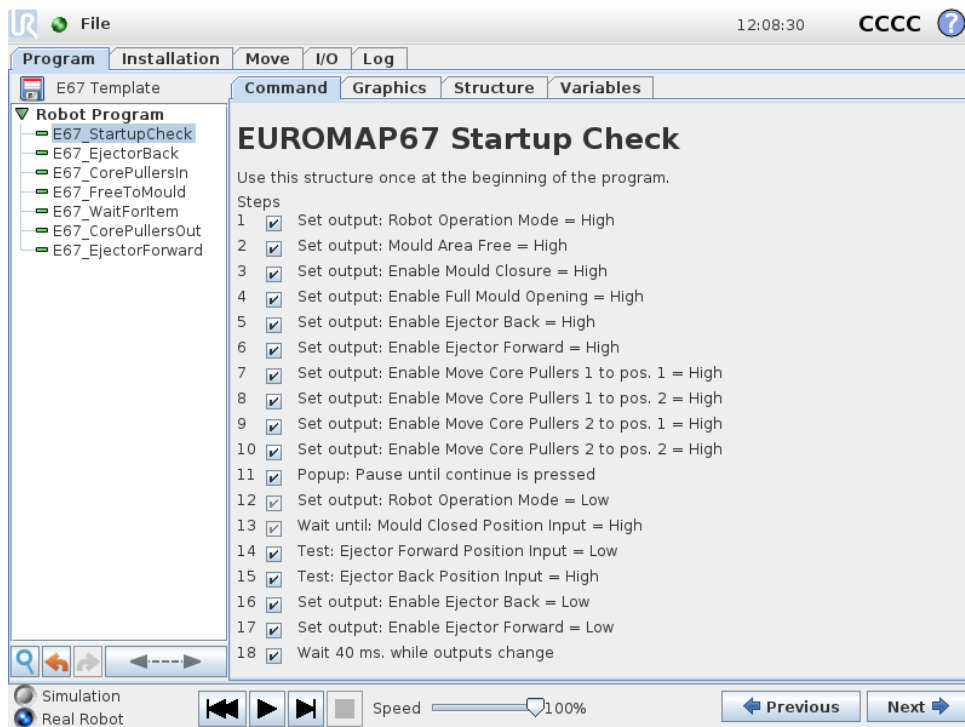 UR File 12:08:30 CCCC ?
Program Installation Move I/O Log
E67 Template
Command Graphics Structure Variables
Robot Program
E67_StartupCheck
E67_EjectorBack
E67_CorePullersIn
E67_FreeToMould
E67_WaitForItem
E67_CorePullersOut
E67_EjectorForward
EUROMAP67 Startup Check
Use this structure once at the beginning of the program.
Steps
1 Set output: Robot Operation Mode = High
2 Set output: Mould Area Free = High
3 Set output: Enable Mould Closure = High
4 Set output: Enable Full Mould Opening = High
5 Set output: Enable Ejector Back = High
6 Set output: Enable Ejector Forward = High
7 Set output: Enable Move Core Pullers 1 to pos. 1 = High
8 Set output: Enable Move Core Pullers 1 to pos. 2 = High
9 Set output: Enable Move Core Pullers 2 to pos. 1 = High
10 Set output: Enable Move Core Pullers 2 to pos. 2 = High
11 Popup: Pause until continue is pressed
12 Set output: Robot Operation Mode = Low
13 Wait until: Mould Closed Position Input = High
14 Test: Ejector Forward Position Input = Low
15 Test: Ejector Back Position Input = High
16 Set output: Enable Ejector Back = Low
17 Set output: Enable Ejector Forward = Low
18 Wait 40 ms. while outputs change
Simulation
Real Robot
Speed 100%
Previous Next